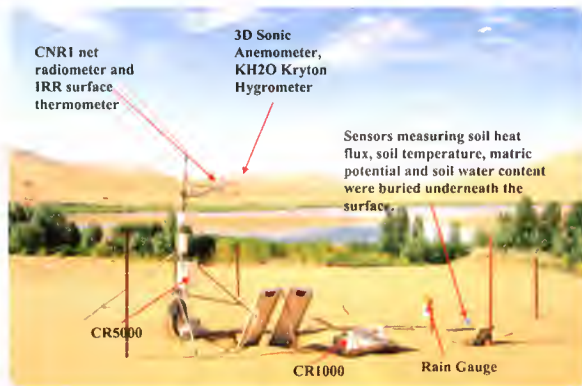 CNR1 net
radiometer and
IRR surface
thermometer
3D Sonic
Anemometer,
KH2O Kryton
Hygrometer
Sensors measuring soil heat
flux, soil temperature, matric
potential and soil water content
were buried underneath the
surface.
CR5000
CR1000
Rain Gauge